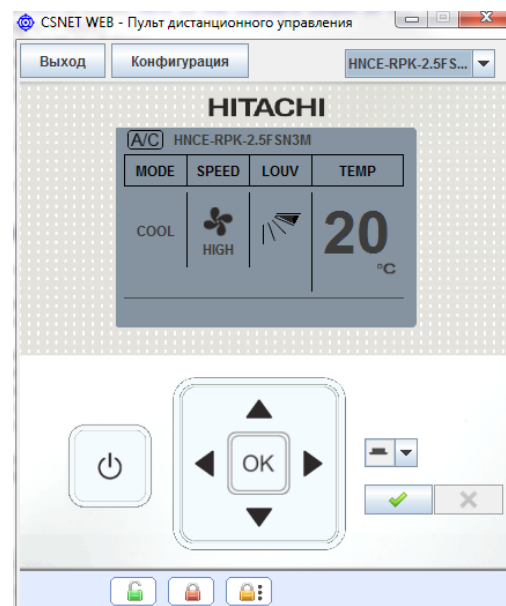 CSNET WEB - Пульт дистанционного управления
Выход Конфигурация HNCE-RPK-2.5FS...
HITACHI
A/C HNCE-RPK-2.5FSN3M
MODE SPEED LOUV TEMP
COOL HIGH 20 °C
OK